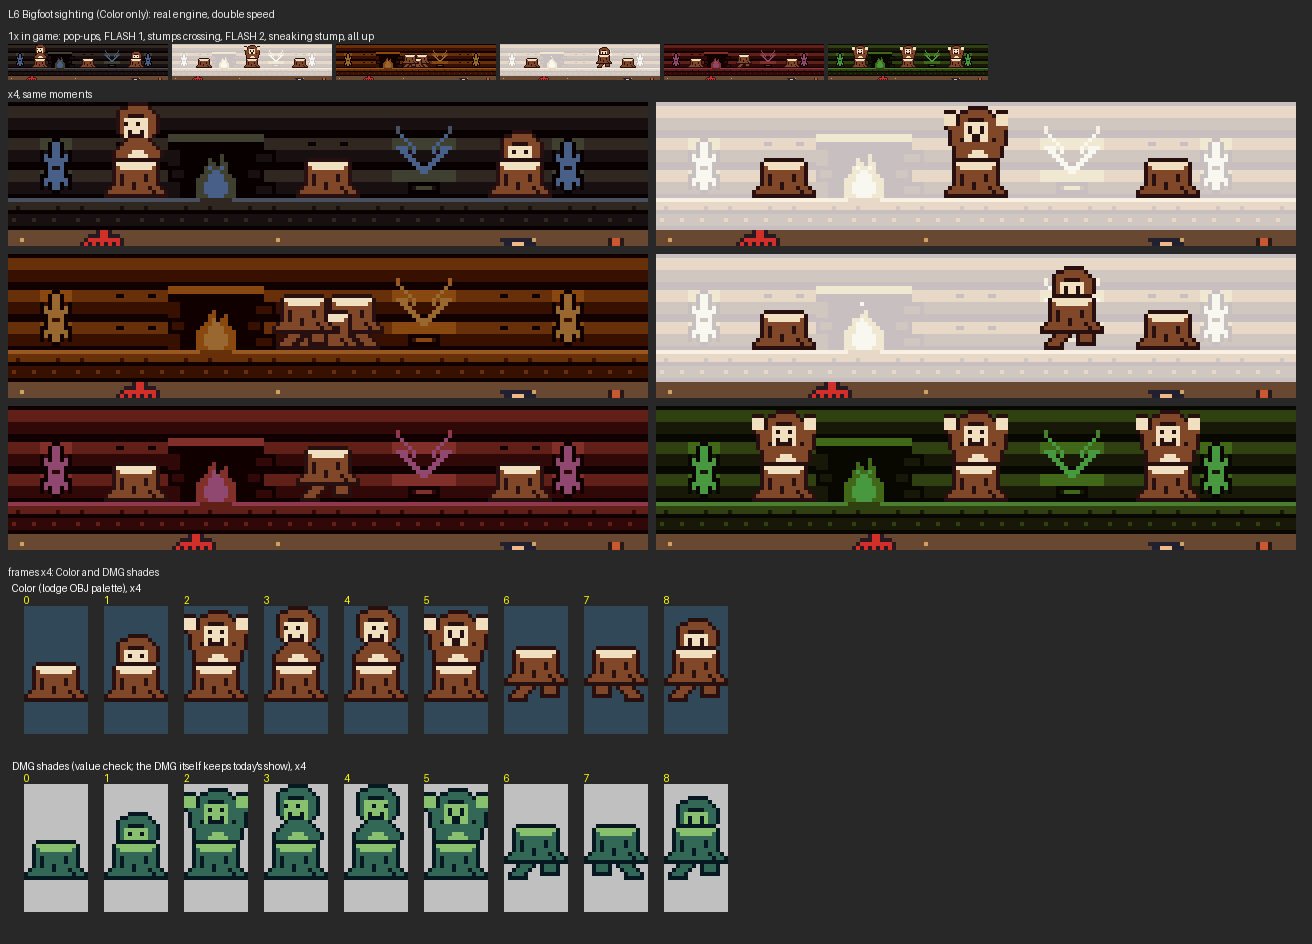 L6 Bigfoot sighting (Color only): real engine, double speed
1x in game: pop-ups, FLASH 1, stumps crossing, FLASH 2, sneaking stump, all up
x4, same moments
frames x4: Color and DMG shades
Color (lodge OBJ palette), x4
0 1 2 3 4 5 6 7 8
DMG shades (value check; the DMG itself keeps today's show), x4
0 1 2 3 4 5 6 7 8